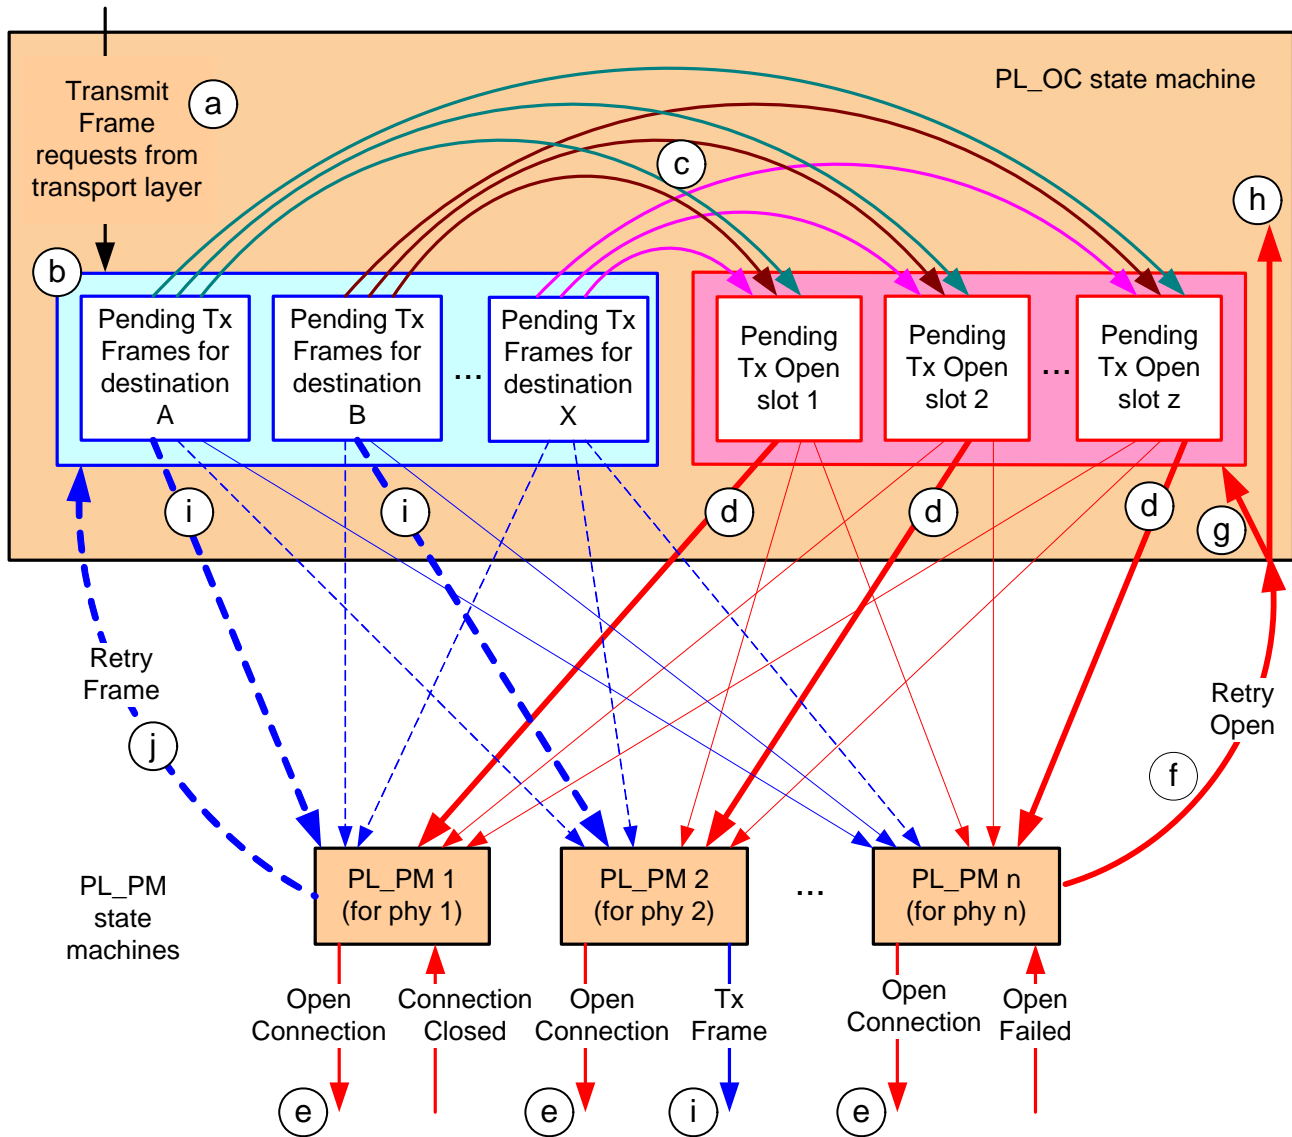 Transmit
Frame
requests from
transport layer
a
PL_OC state machine
c
h
b
Pending Tx
Frames for
destination
A
Pending Tx
Frames for
destination
B
...
Pending Tx
Frames for
destination
X
Pending
Tx Open
slot 1
Pending
Tx Open
slot 2
...
Pending
Tx Open
slot z
i
i
d
d
d
g
Retry
Frame
j
Retry
Open
f
PL_PM
state
machines
PL_PM 1
(for phy 1)
PL_PM 2
(for phy 2)
...
PL_PM n
(for phy n)
Open
Connection
Connection
Closed
Open
Connection
Tx
Frame
Open
Connection
Open
Failed
e
e
i
e